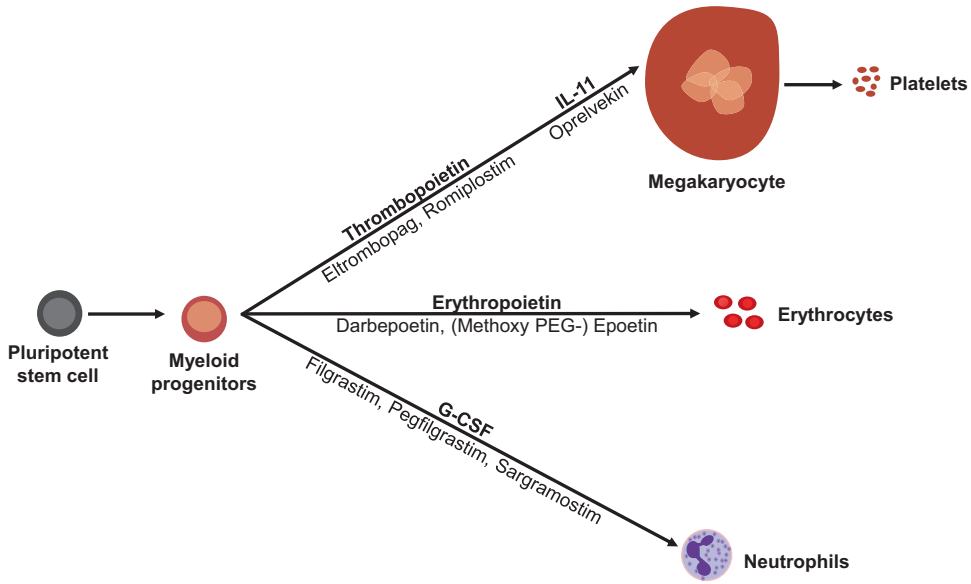 IL-11
Oprelvekin
Platelets
Megakaryocyte
Thrombopoietin
Eltrombopag, Romiplostim
Erythropoietin
Darbepoetin, (Methoxy PEG-) Epoetin
Erythrocytes
Pluripotent
stem cell
Myeloid
progenitors
G-CSF
Filgrastim, Pegfilgrastim, Sargramostim
Neutrophils